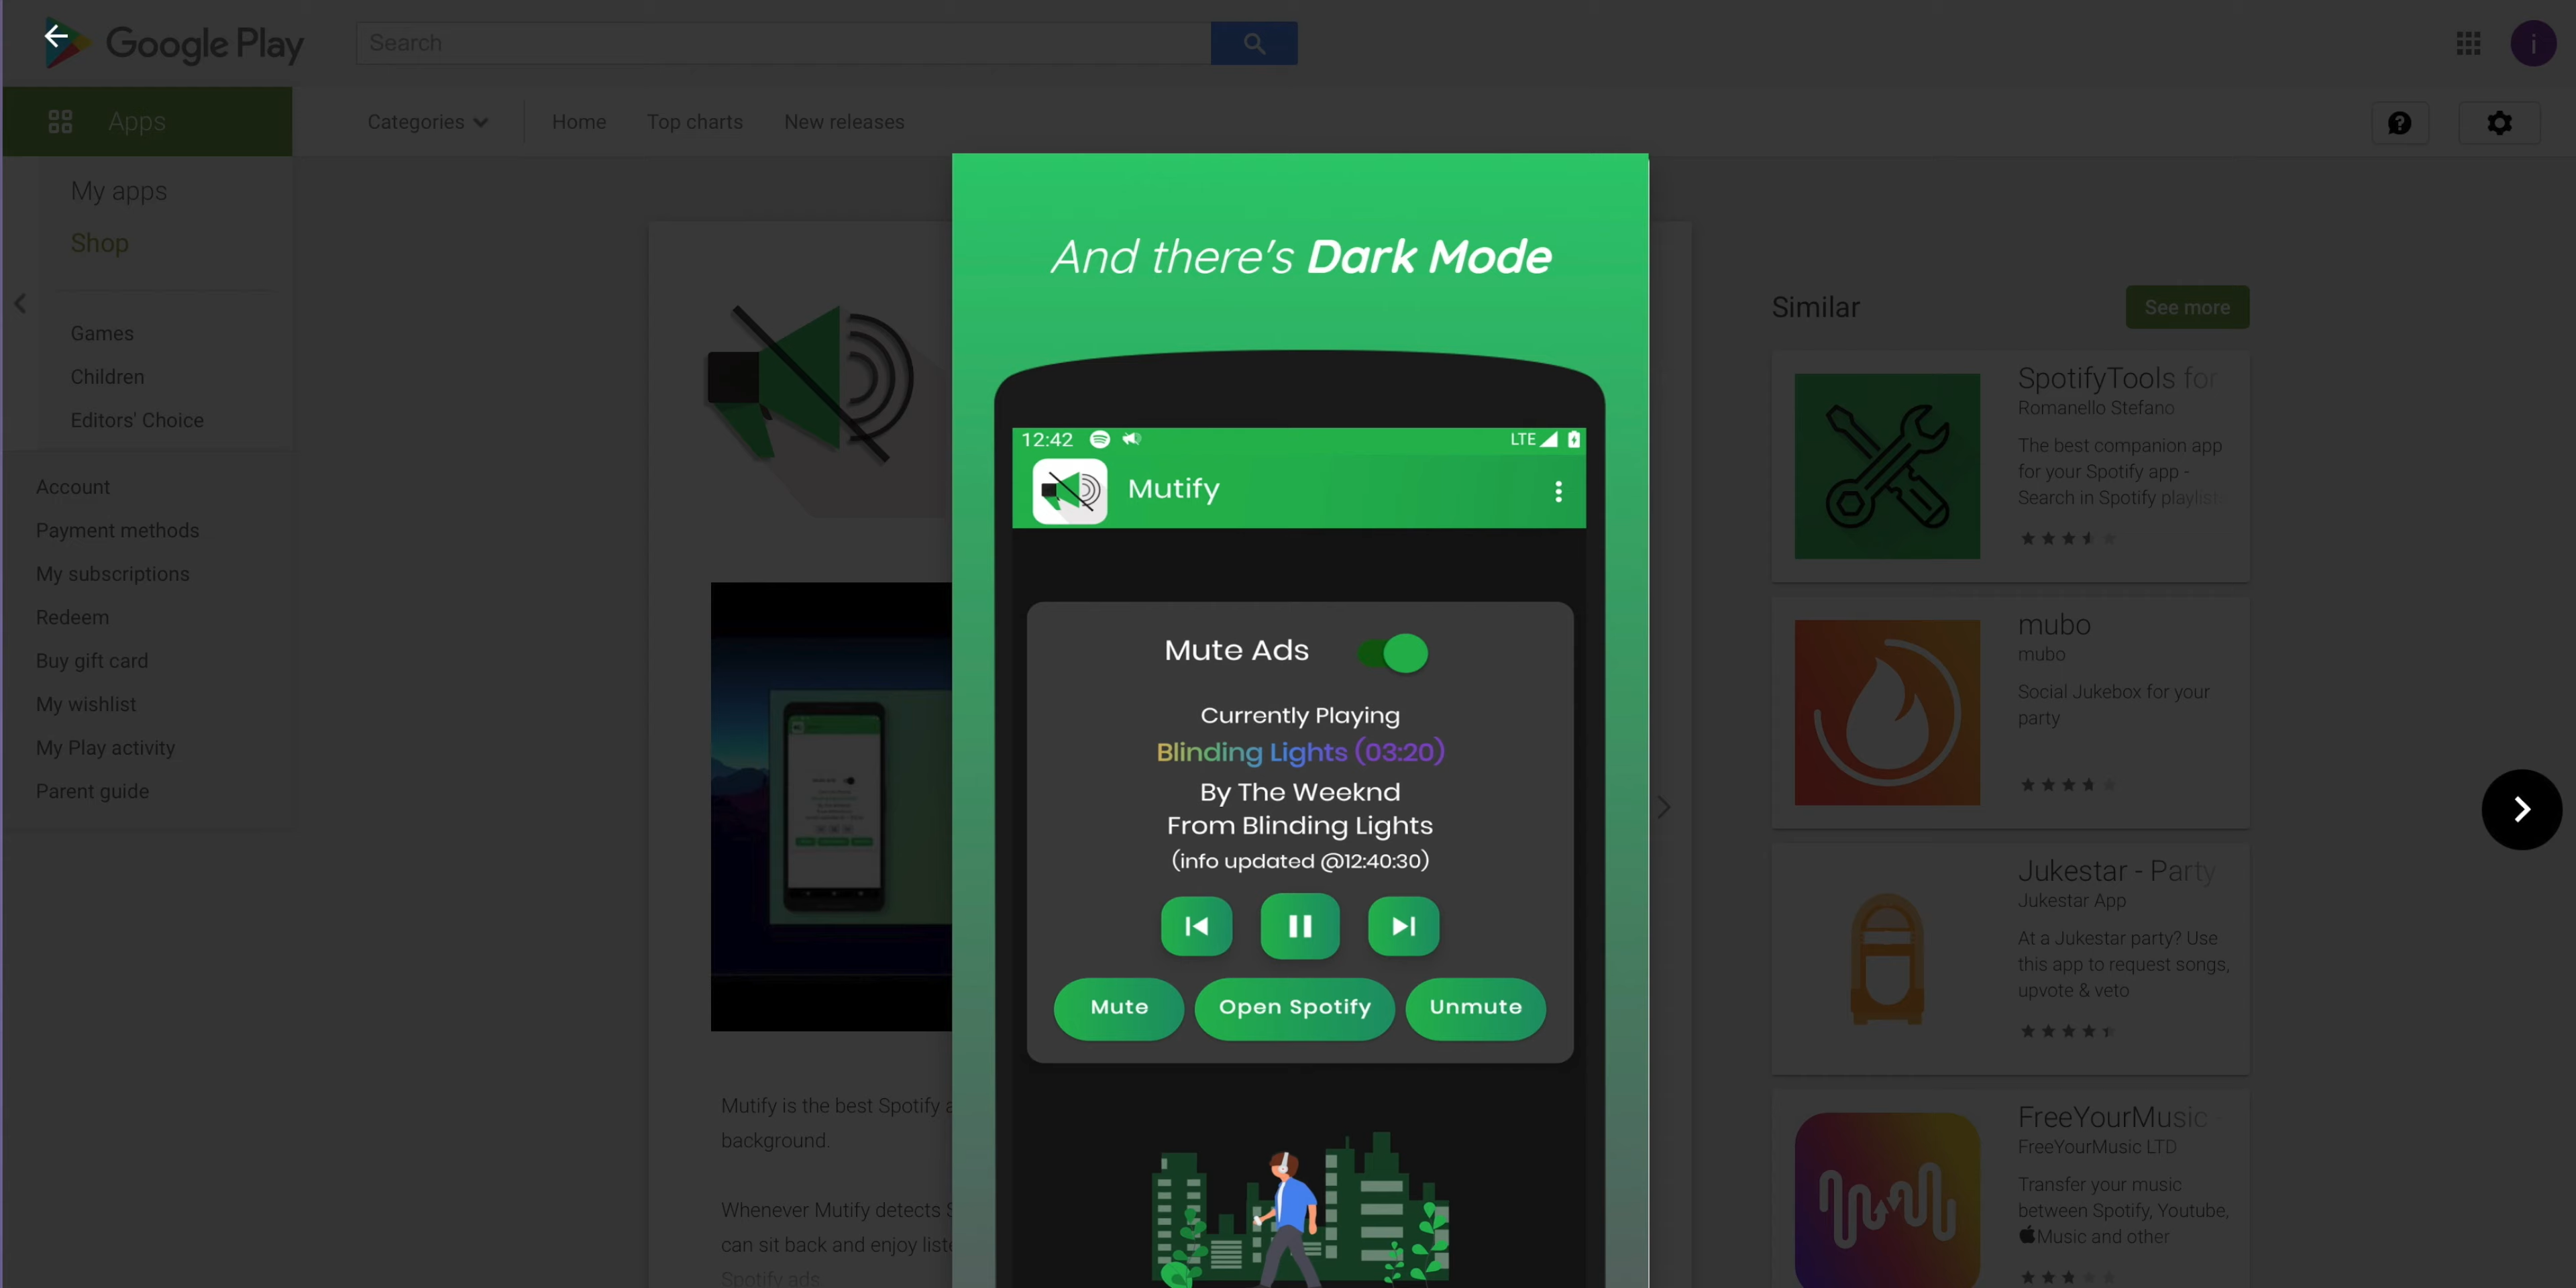 Google Play
Search
i
Apps
Categories
Home
Top charts
New releases
My apps
Shop
Games
Children
Editors' Choice
Account
Payment methods
My subscriptions
Redeem
Buy gift card
My wishlist
My Play activity
Parent guide
Mutify is the best Spotify a
background.
Whenever Mutify detects S
can sit back and enjoy liste
Spotify ads
And there's Dark Mode
12:42
LTE
Mutify
Mute Ads
Currently Playing
Blinding Lights (03:20)
By The Weeknd
From Blinding Lights
(info updated @12:40:30)
Mute
Open Spotify
Unmute
Similar
See more
SpotifyTools for
Romanello Stefano
The best companion app
for your Spotify app -
Search in Spotify playlists
mubo
mubo
Social Jukebox for your
party
Jukestar - Party
Jukestar App
At a Jukestar party? Use
this app to request songs,
upvote & veto
FreeYourMusic
FreeYourMusic LTD
Transfer your music
between Spotify, Youtube,
Music and other